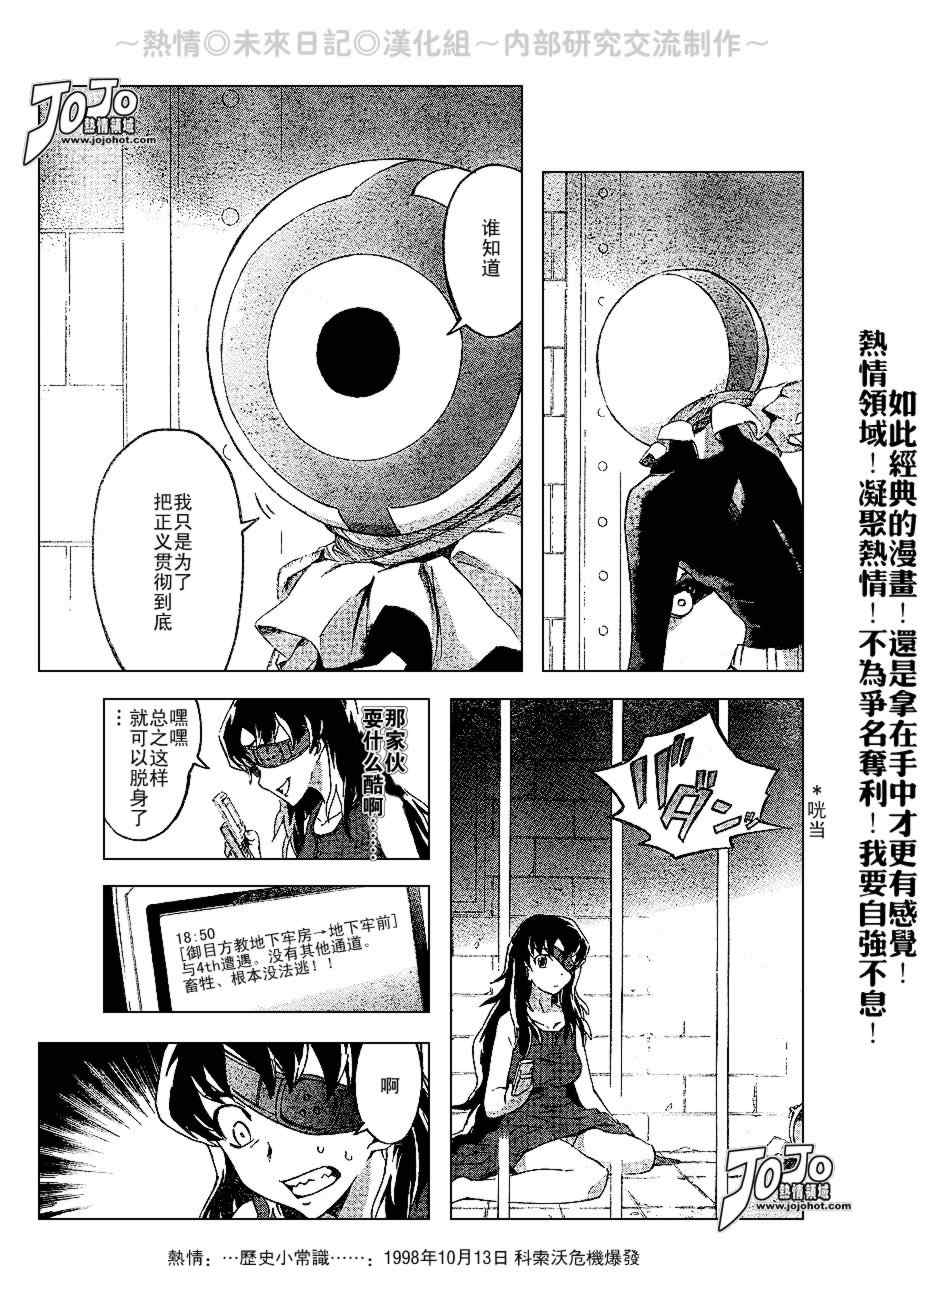 ～熱情◎未來日記◎漢化組～内部研究交流制作～
JOJO
熱情領域
www.jojohot.com
谁知道
我只是为了
把正义贯彻到底
バダンッ
*咣当
那家伙
耍什么酷啊……
嘿嘿
总之这样
就可以脱身了
…
18:50
[御目方教地下牢房→地下牢前]
与4th遭遇。没有其他通道。
畜牲、根本没法逃！！
啊
如此經典的漫畫！還是拿在手中才更有感覺！
熱情領域！凝聚熱情！不為爭名奪利！我要自強不息！
JOJO
熱情領域
www.jojohot.com
熱情：…歷史小常識……：1998年10月13日 科索沃危機爆發